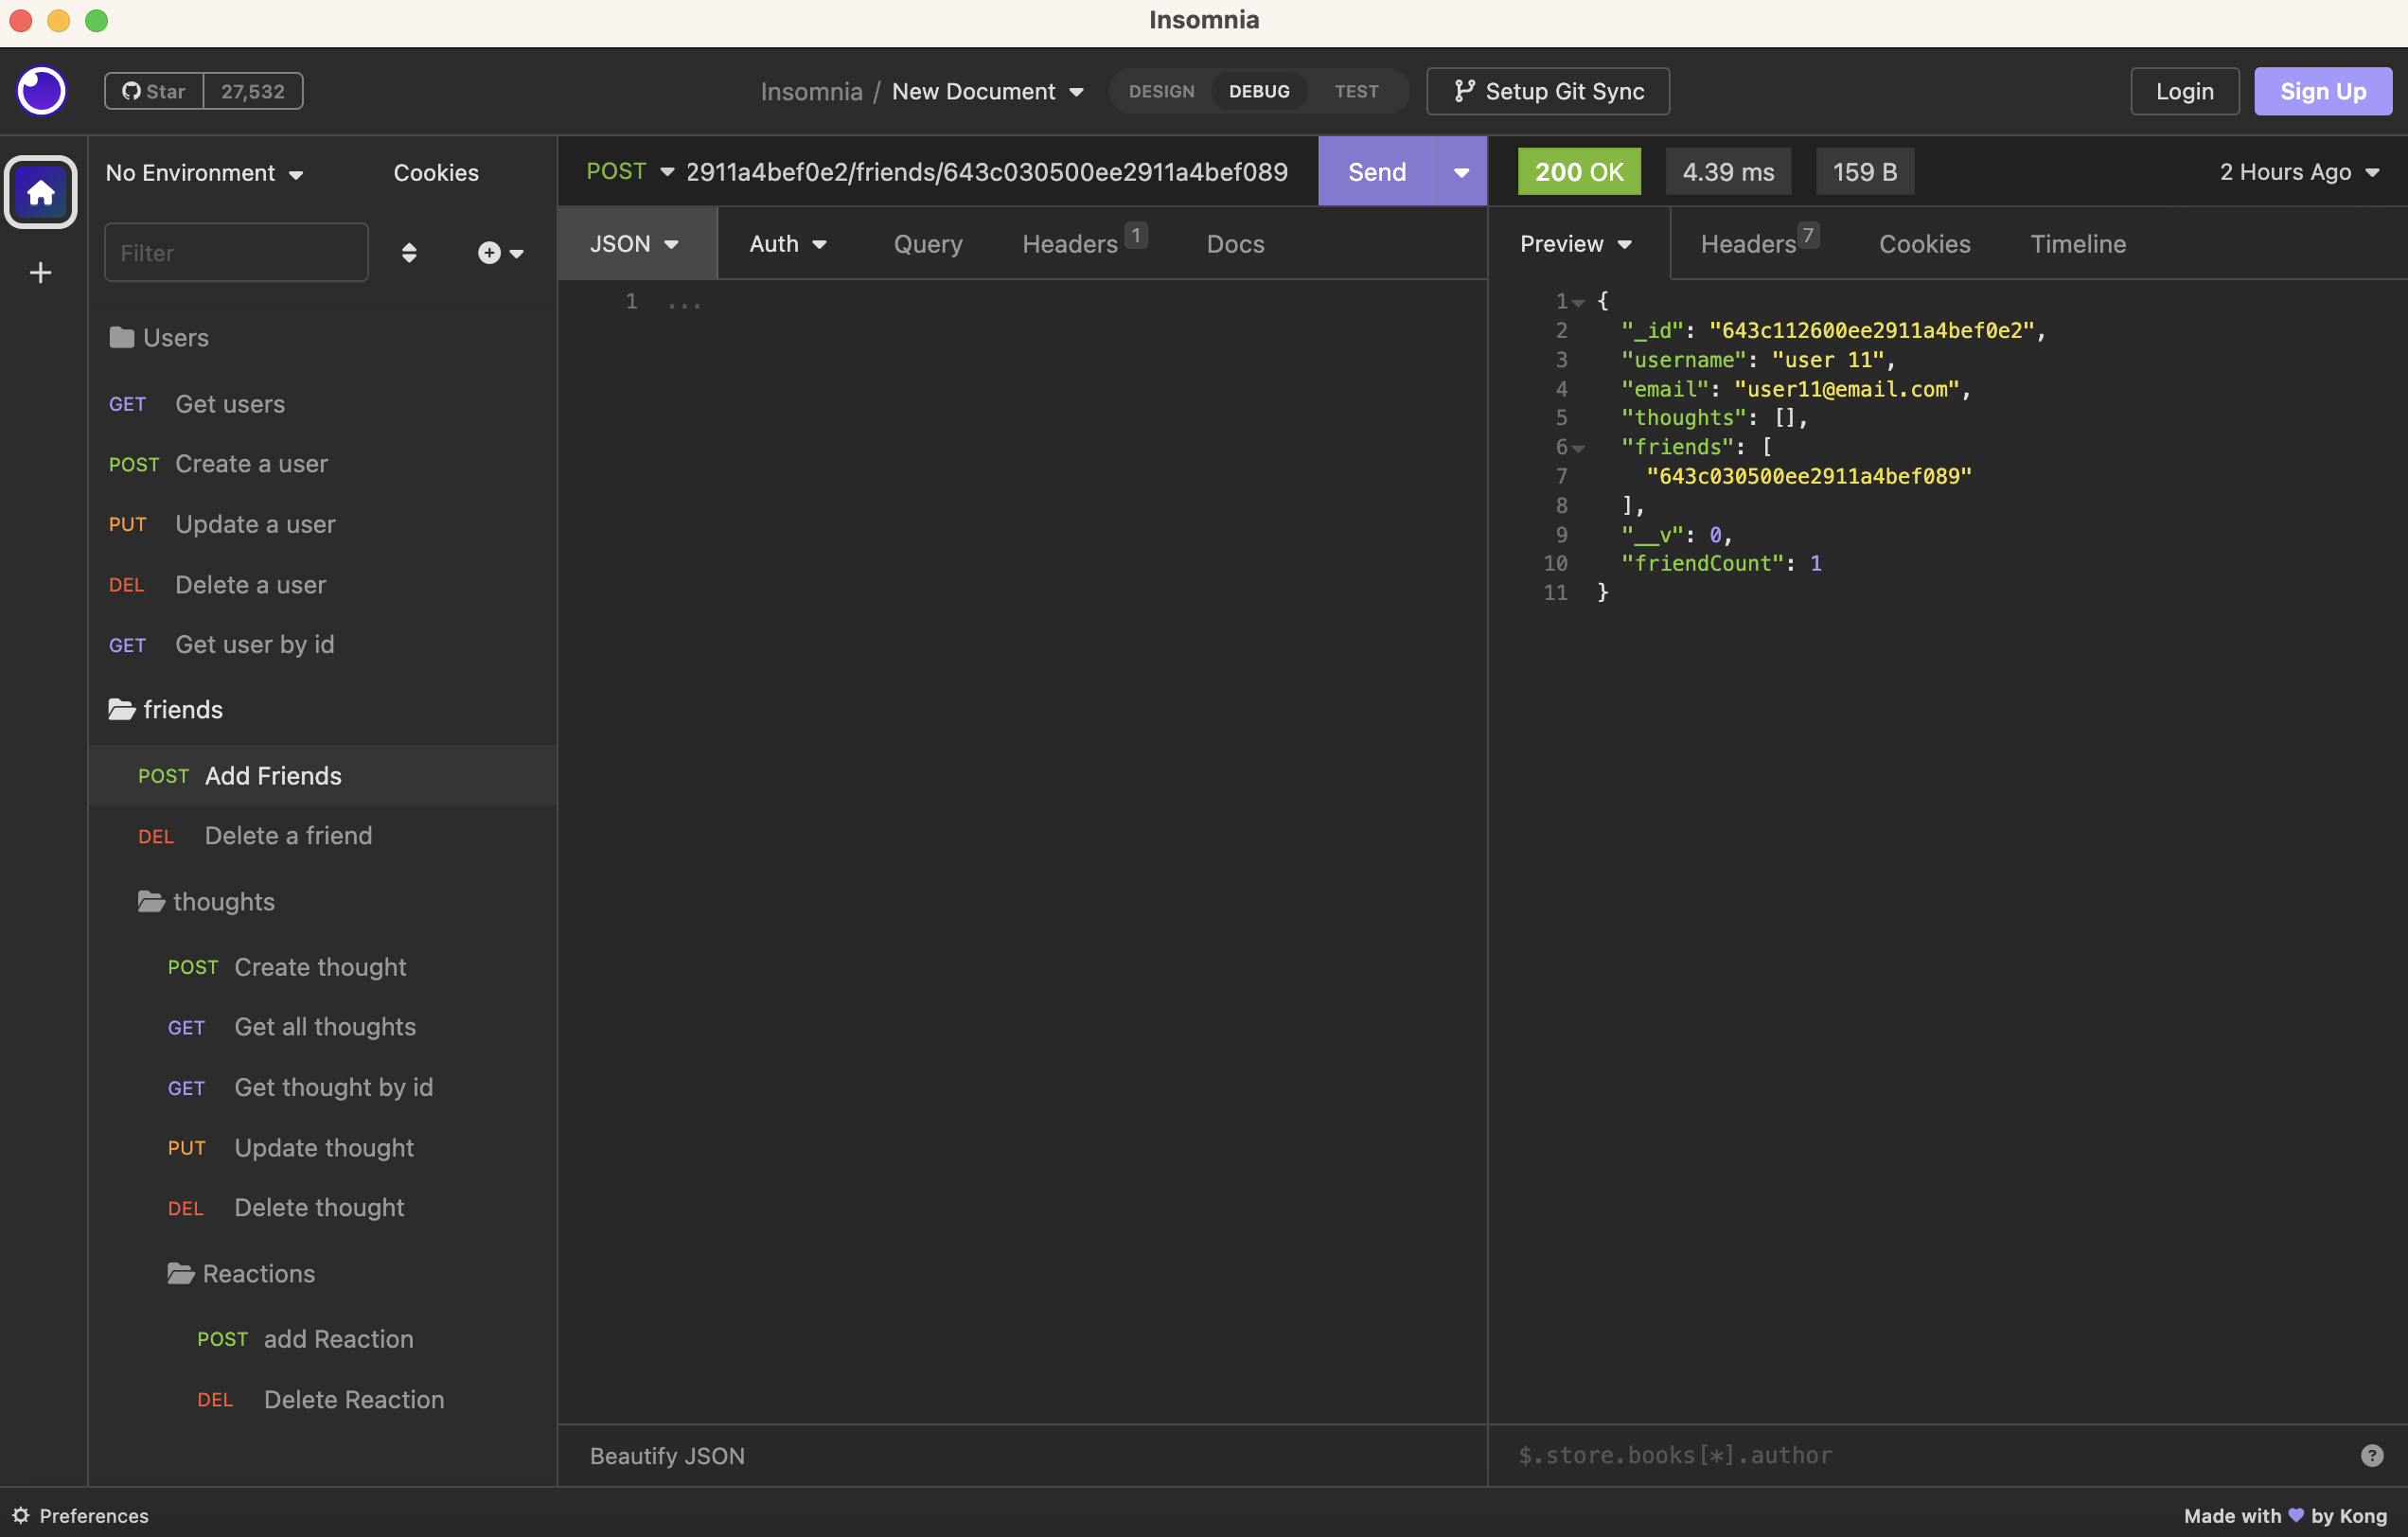 Insomnia
Star 27,532
Insomnia / New Document
DESIGN DEBUG TEST
Setup Git Sync
Login
Sign Up
No Environment
Cookies
Filter
Users
GET Get users
POST Create a user
PUT Update a user
DEL Delete a user
GET Get user by id
friends
POST Add Friends
DEL Delete a friend
thoughts
POST Create thought
GET Get all thoughts
GET Get thought by id
PUT Update thought
DEL Delete thought
Reactions
POST add Reaction
DEL Delete Reaction
POST 2911a4bef0e2/friends/643c030500ee2911a4bef089 Send
JSON Auth Query Headers 1 Docs
1 ...
Beautify JSON
200 OK 4.39 ms 159 B 2 Hours Ago
Preview Headers 7 Cookies Timeline
1 {
2 "_id": "643c112600ee2911a4bef0e2",
3 "username": "user 11",
4 "email": "user11@email.com",
5 "thoughts": [],
6 "friends": [
7 "643c030500ee2911a4bef089"
8 ],
9 "__v": 0,
10 "friendCount": 1
11 }
$.store.books[*].author
?
Preferences
Made with 💜 by Kong